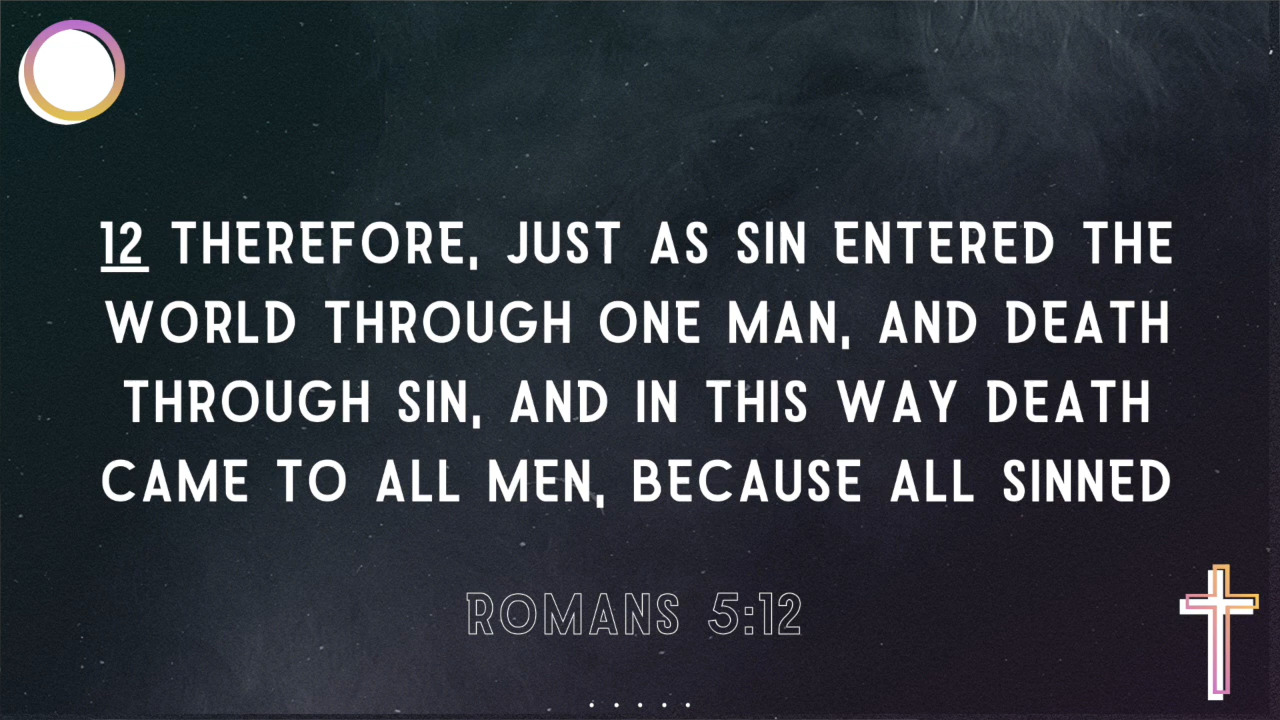 12 THEREFORE, JUST AS SIN ENTERED THE
WORLD THROUGH ONE MAN, AND DEATH
THROUGH SIN, AND IN THIS WAY DEATH
CAME TO ALL MEN, BECAUSE ALL SINNED
ROMANS 5:12